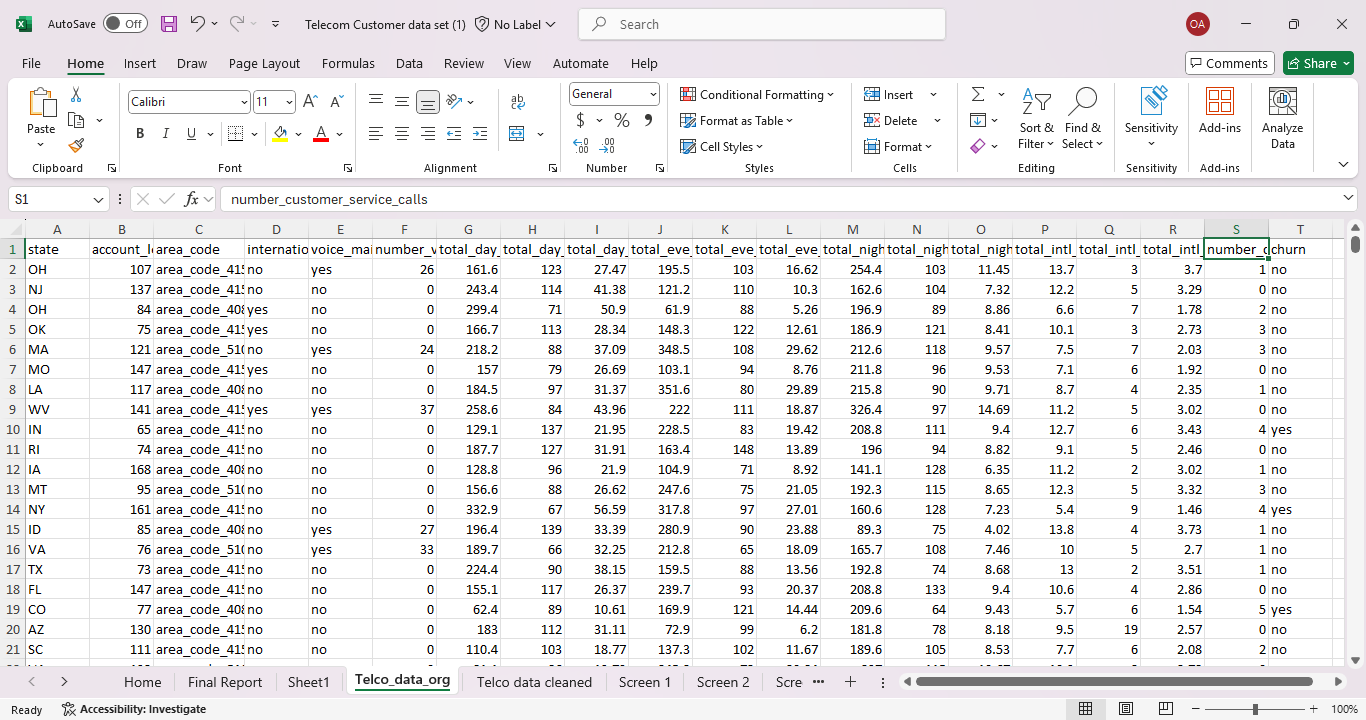 AutoSave Off Telecom Customer data set (1) No Label Search OA
File Home Insert Draw Page Layout Formulas Data Review View Automate Help Comments Share
Paste Calibri 11 General Conditional Formatting Insert Sort & Filter Find & Select Sensitivity Add-ins Analyze Data
B I U A $ % Format as Table Delete
Cell Styles Format
Clipboard Font Alignment Number Styles Cells Editing Sensitivity Add-ins
S1 fx number_customer_service_calls
A B C D E F G H I J K L M N O P Q R S T
1 state account_l area_code internatio voice_mai number_v total_day_ total_day_ total_day_ total_eve_ total_eve_ total_eve_ total_nigh total_nigh total_nigh total_intl_ total_intl_ total_intl_ number_c churn
2 OH 107 area_code_415 no yes 26 161.6 123 27.47 195.5 103 16.62 254.4 103 11.45 13.7 3 3.7 1 no
3 NJ 137 area_code_415 no no 0 243.4 114 41.38 121.2 110 10.3 162.6 104 7.32 12.2 5 3.29 0 no
4 OH 84 area_code_408 yes no 0 299.4 71 50.9 61.9 88 5.26 196.9 89 8.86 6.6 7 1.78 2 no
5 OK 75 area_code_415 yes no 0 166.7 113 28.34 148.3 122 12.61 186.9 121 8.41 10.1 3 2.73 3 no
6 MA 121 area_code_510 no yes 24 218.2 88 37.09 348.5 108 29.62 212.6 118 9.57 7.5 7 2.03 3 no
7 MO 147 area_code_415 yes no 0 157 79 26.69 103.1 94 8.76 211.8 96 9.53 7.1 6 1.92 0 no
8 LA 117 area_code_408 no no 0 184.5 97 31.37 351.6 80 29.89 215.8 90 9.71 8.7 4 2.35 1 no
9 WV 141 area_code_415 yes yes 37 258.6 84 43.96 222 111 18.87 326.4 97 14.69 11.2 5 3.02 0 no
10 IN 65 area_code_415 no no 0 129.1 137 21.95 228.5 83 19.42 208.8 111 9.4 12.7 6 3.43 4 yes
11 RI 74 area_code_415 no no 0 187.7 127 31.91 163.4 148 13.89 196 94 8.82 9.1 5 2.46 0 no
12 IA 168 area_code_408 no no 0 128.8 96 21.9 104.9 71 8.92 141.1 128 6.35 11.2 2 3.02 1 no
13 MT 95 area_code_510 no no 0 156.6 88 26.62 247.6 75 21.05 192.3 115 8.65 12.3 5 3.32 3 no
14 NY 161 area_code_415 no no 0 332.9 67 56.59 317.8 97 27.01 160.6 128 7.23 5.4 9 1.46 4 yes
15 ID 85 area_code_408 no yes 27 196.4 139 33.39 280.9 90 23.88 89.3 75 4.02 13.8 4 3.73 1 no
16 VA 76 area_code_510 no yes 33 189.7 66 32.25 212.8 65 18.09 165.7 108 7.46 10 5 2.7 1 no
17 TX 73 area_code_415 no no 0 224.4 90 38.15 159.5 88 13.56 192.8 74 8.68 13 2 3.51 1 no
18 FL 147 area_code_415 no no 0 155.1 117 26.37 239.7 93 20.37 208.8 133 9.4 10.6 4 2.86 0 no
19 CO 77 area_code_408 no no 0 62.4 89 10.61 169.9 121 14.44 209.6 64 9.43 5.7 6 1.54 5 yes
20 AZ 130 area_code_415 no no 0 183 112 31.11 72.9 99 6.2 181.8 78 8.18 9.5 19 2.57 0 no
21 SC 111 area_code_415 no no 0 110.4 103 18.77 137.3 102 11.67 189.6 105 8.53 7.7 6 2.08 2 no
Home Final Report Sheet1 Telco_data_org Telco data cleaned Screen 1 Screen 2 Scre
Ready Accessibility: Investigate 100%